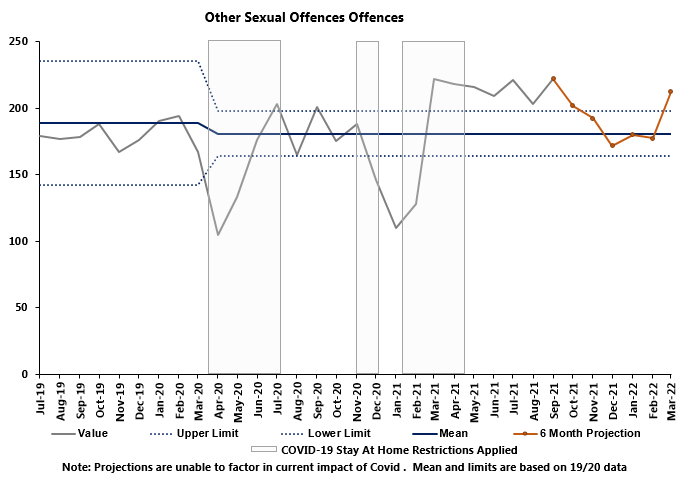 Other Sexual Offences Offences
250
200
150
100
50
0
Jul-19
Aug-19
Sep-19
Oct-19
Nov-19
Dec-19
Jan-20
Feb-20
Mar-20
Apr-20
May-20
Jun-20
Jul-20
Aug-20
Sep-20
Oct-20
Nov-20
Dec-20
Jan-21
Feb-21
Mar-21
Apr-21
May-21
Jun-21
Jul-21
Aug-21
Sep-21
Oct-21
Nov-21
Dec-21
Jan-22
Feb-22
Mar-22
Value Upper Limit Lower Limit Mean 6 Month Projection
COVID-19 Stay At Home Restrictions Applied
Note: Projections are unable to factor in current impact of Covid . Mean and limits are based on 19/20 data